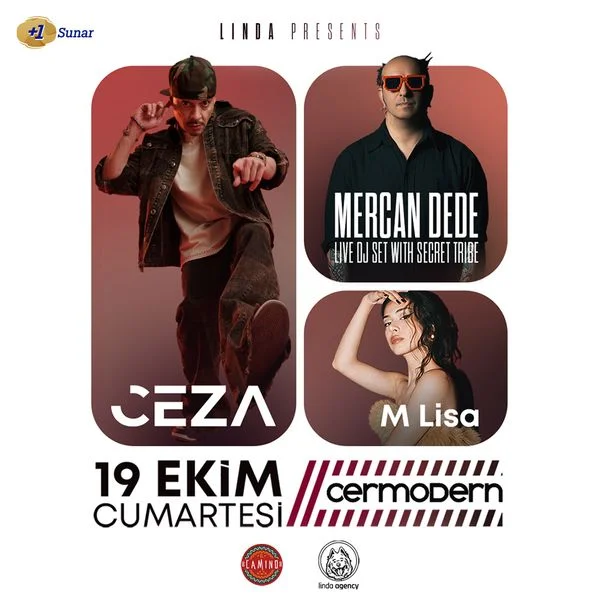 +1 Sunar
LINDA PRESENTS
CEZA
MERCAN DEDE
LIVE DJ SET WITH SECRET TRIBE
M Lisa
19 EKİM
CUMARTESİ
cermodern
CAMINO
linda agency